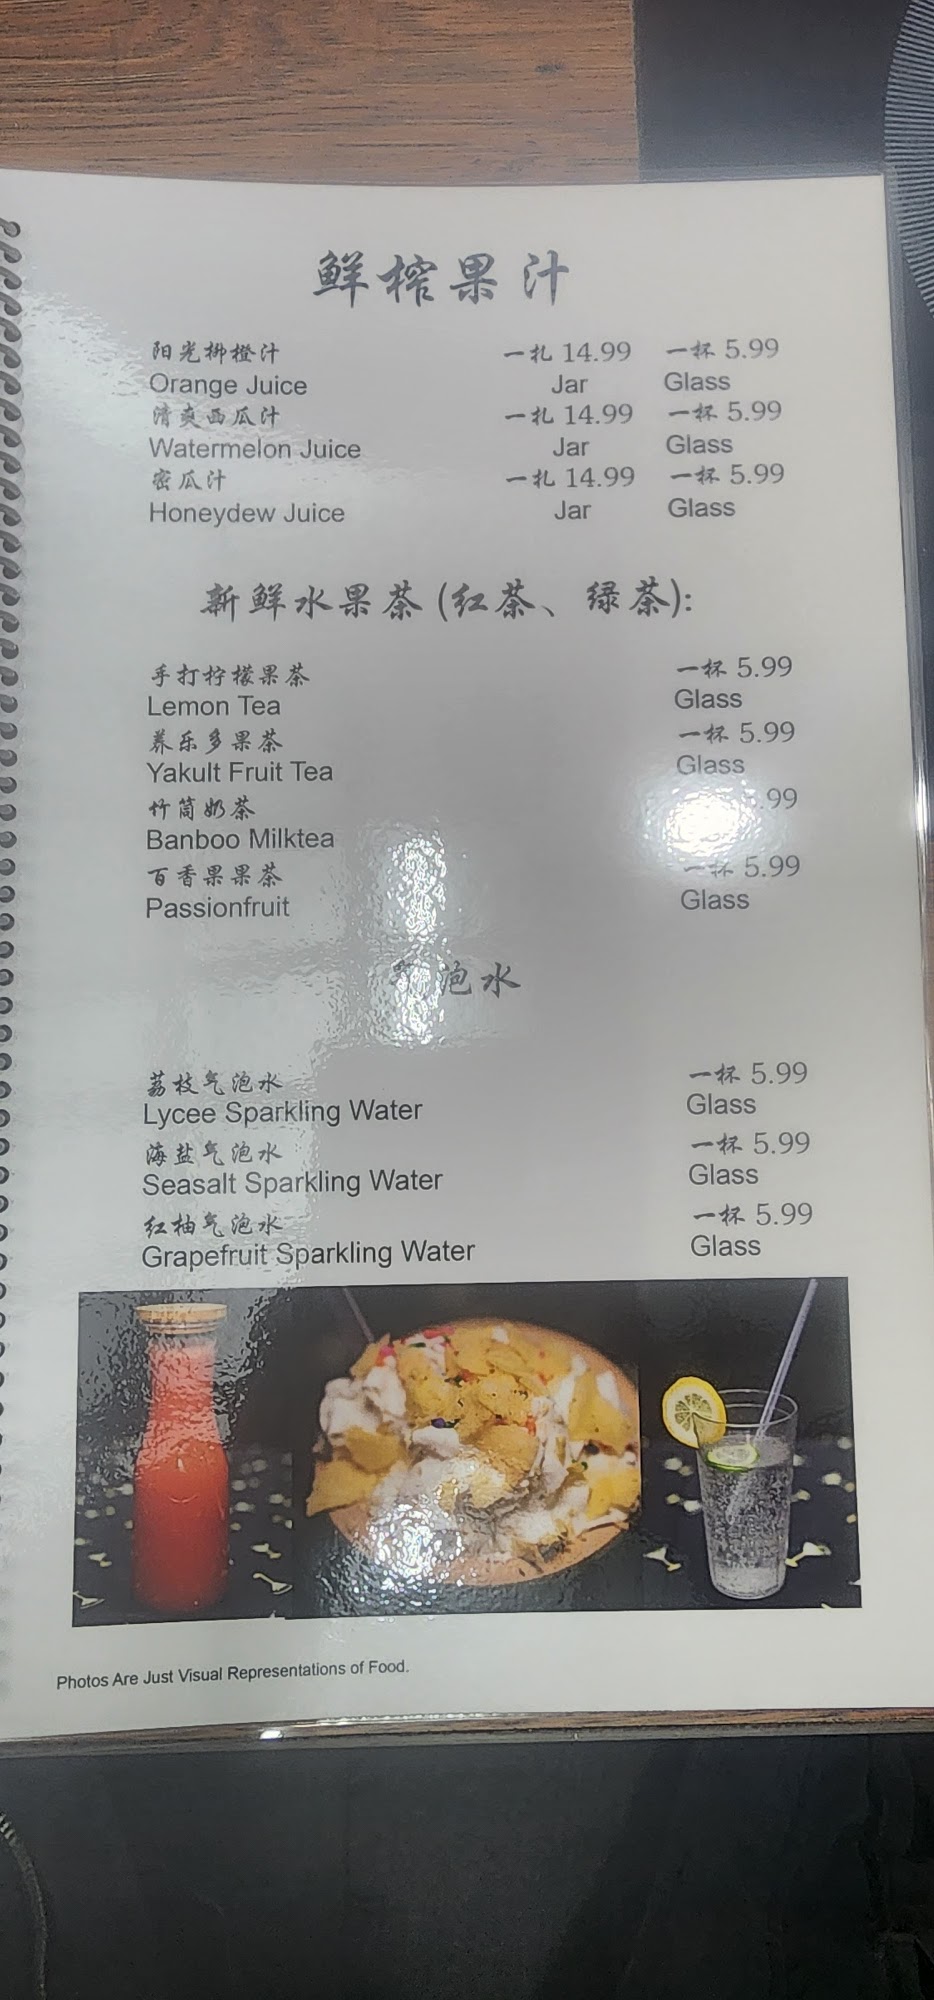 鲜榨果汁
阳光柳橙汁 一扎 14.99 一杯 5.99
Orange Juice Jar Glass
清爽西瓜汁 一扎 14.99 一杯 5.99
Watermelon Juice Jar Glass
密瓜汁 一扎 14.99 一杯 5.99
Honeydew Juice Jar Glass
新鲜水果茶(红茶、绿茶):
手打柠檬果茶 一杯 5.99
Lemon Tea Glass
养乐多果茶 一杯 5.99
Yakult Fruit Tea Glass
竹筒奶茶 .99
Banboo Milktea
百香果果茶 一杯 5.99
Passionfruit Glass
泡水
荔枝气泡水 一杯 5.99
Lycee Sparkling Water Glass
海盐气泡水 一杯 5.99
Seasalt Sparkling Water Glass
红柚气泡水 一杯 5.99
Grapefruit Sparkling Water Glass
Photos Are Just Visual Representations of Food.